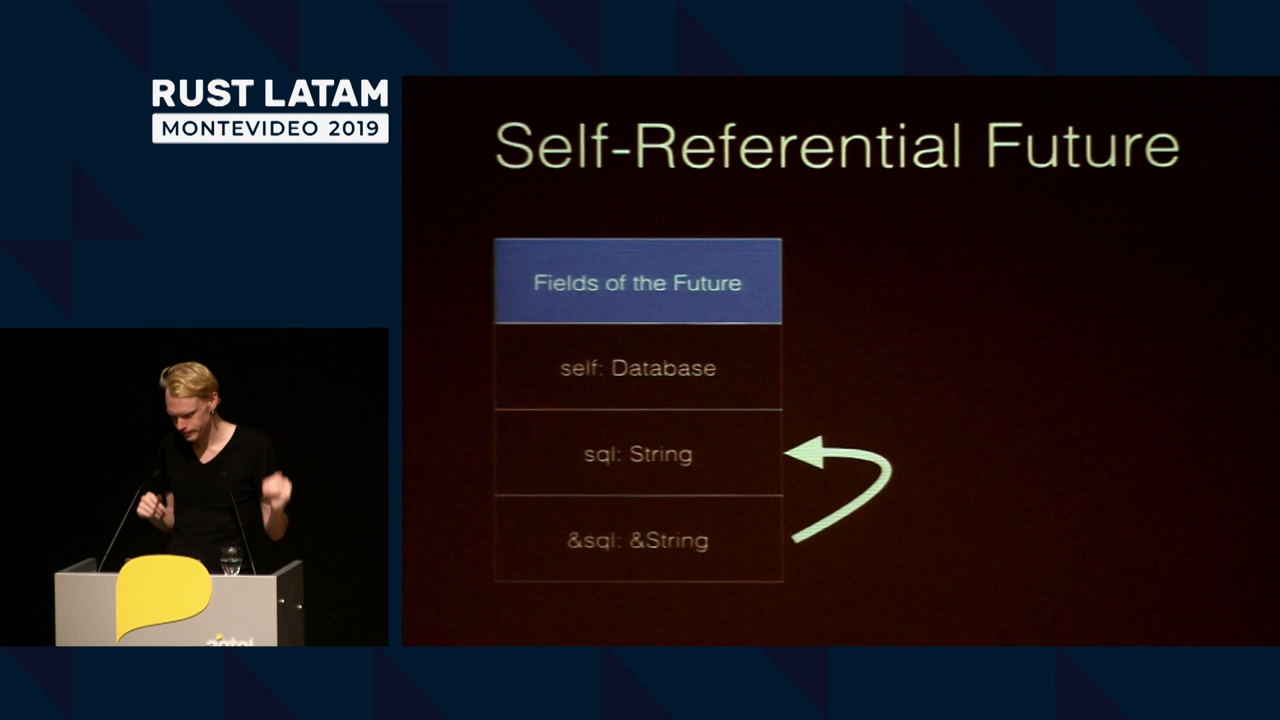 RUST LATAM
MONTEVIDEO 2019
Self-Referential Future
Fields of the Future
self: Database
sql: String
&sql: &String